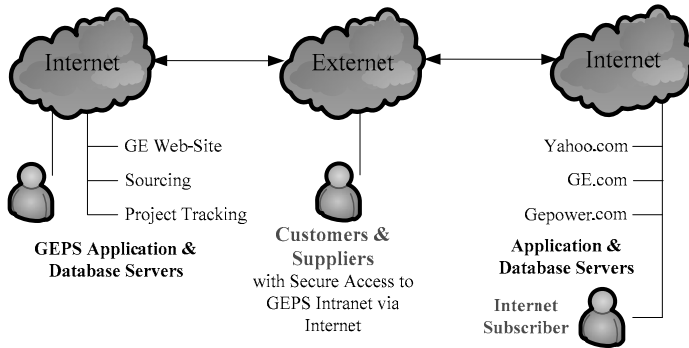 Internet
Externet
Internet
GE Web-Site
Sourcing
Project Tracking
GEPS Application &
Database Servers
Customers &
Suppliers
with Secure Access to
GEPS Intranet via
Internet
Yahoo.com
GE.com
Gepower.com
Application &
Database Servers
Internet
Subscriber